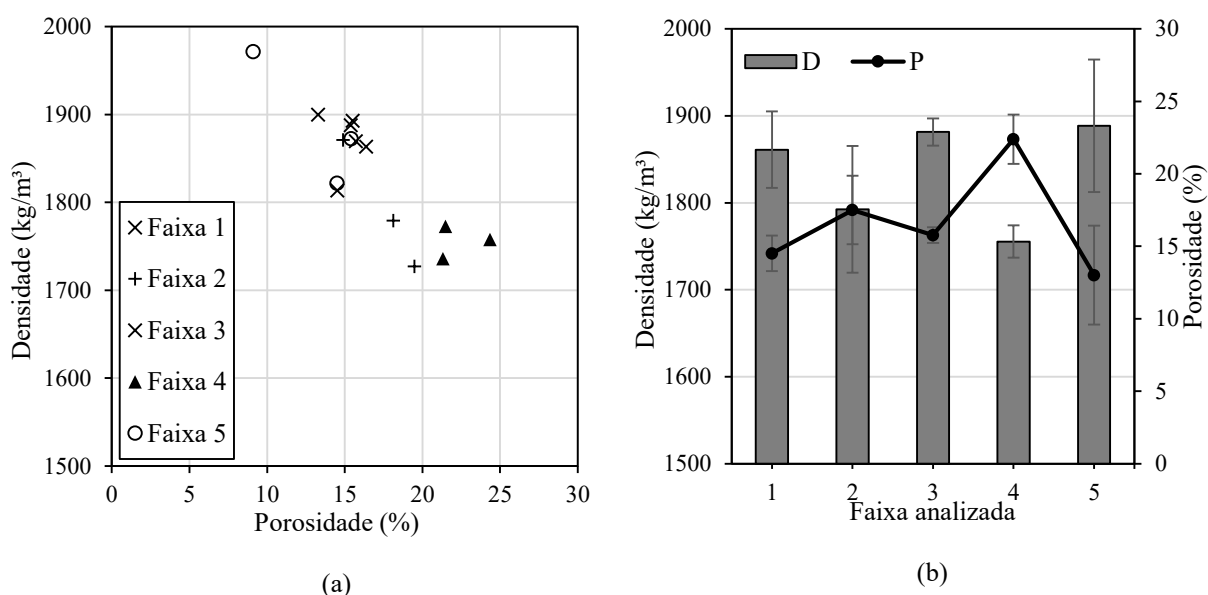 2000
1900
1800
1700
1600
1500
Densidade (kg/m³)
Faixa 1
Faixa 2
Faixa 3
Faixa 4
Faixa 5
0 5 10 15 20 25 30
Porosidade (%)
(a)
2000
1900
1800
1700
1600
1500
Densidade (kg/m³)
D P
30
25
20
15
10
5
0
Porosidade (%)
1 2 3 4 5
Faixa analizada
(b)